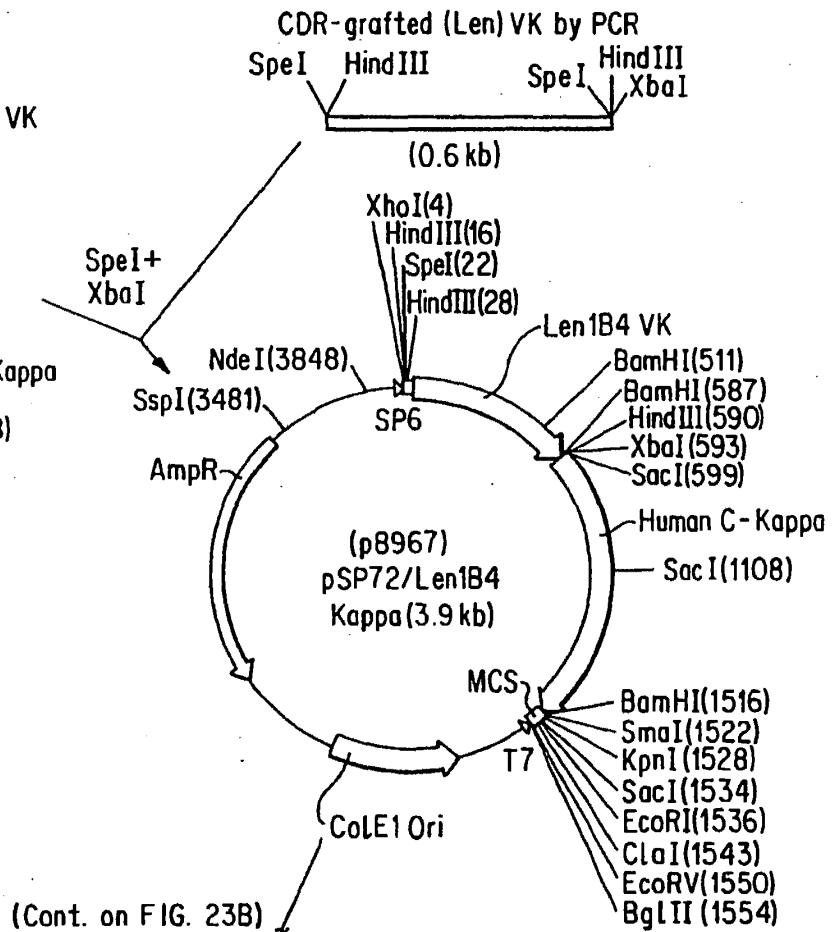 CDR-grafted (Len) VK by PCR
SpeI
HindIII
SpeI
HindIII
XbaI
VK
(0.6 kb)
XhoI(4)
HindIII(16)
SpeI(22)
HindIII(28)
SpeI+
XbaI
Len1B4 VK
NdeI(3848)
BamHI(511)
BamHI(587)
Kappa
SspI(3481)
HindIII(590)
SP6
XbaI(593)
SacI(599)
AmpR
Human C-Kappa
(p8967)
pSP72/Len1B4
Kappa(3.9 kb)
SacI(1108)
MCS
BamHI(1516)
SmaI(1522)
T7
KpnI(1528)
SacI(1534)
EcoRI(1536)
ColE1 Ori
ClaI(1543)
EcoRV(1550)
(Cont. on FIG. 23B)
BglII (1554)